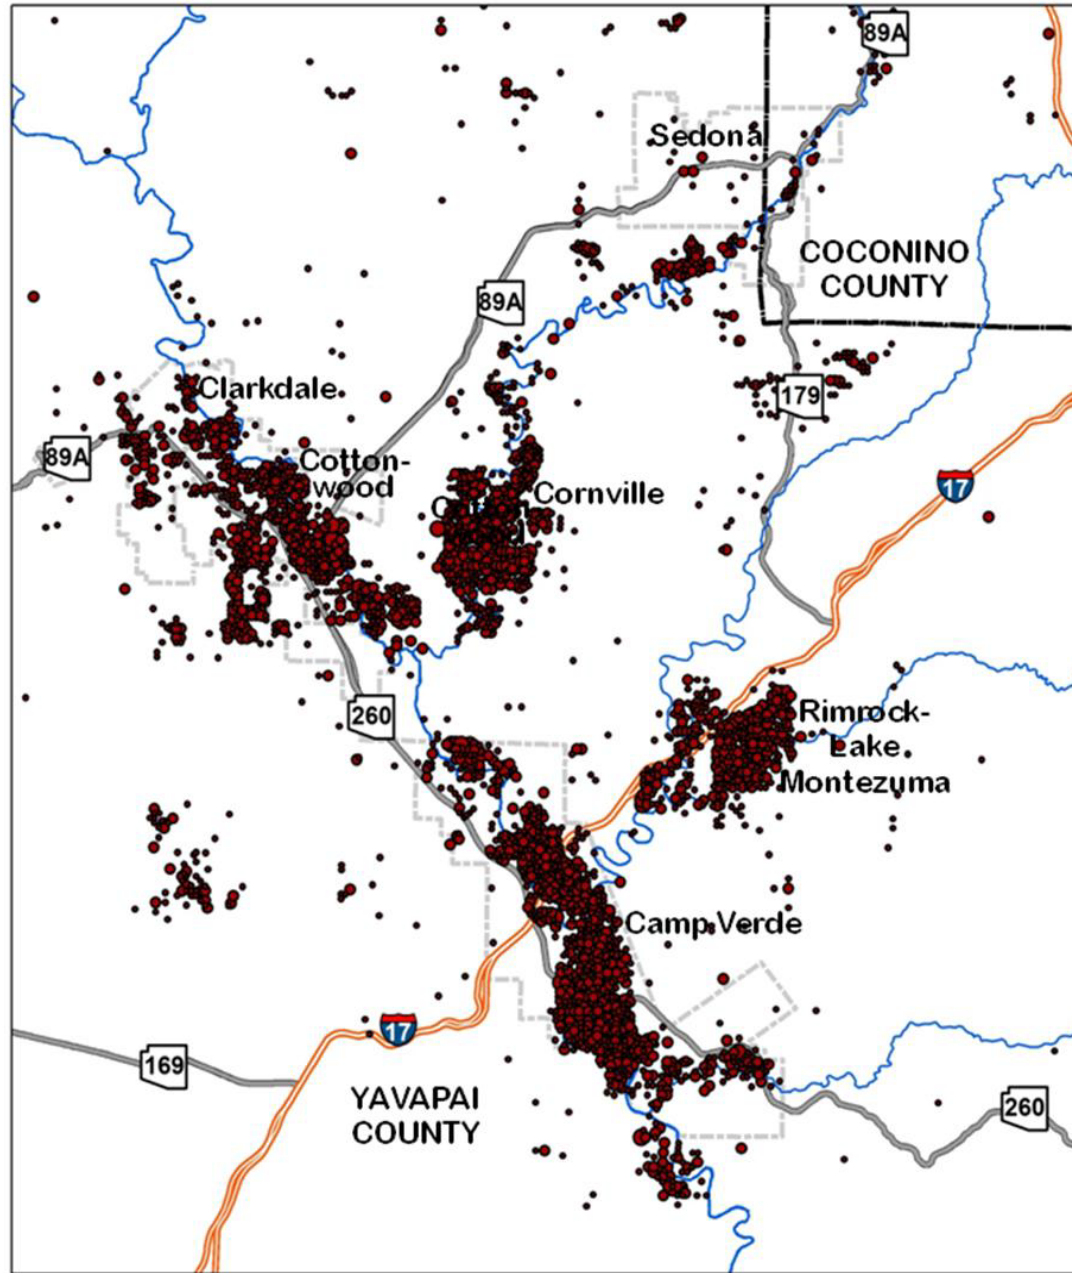 89A
Sedona
COCONINO
COUNTY
89A
Clarkdale
179
89A
Cotton-
wood
17
Cornville
260
Rimrock-
Lake
Montezuma
Camp Verde
17
169
YAVAPAI
COUNTY
260